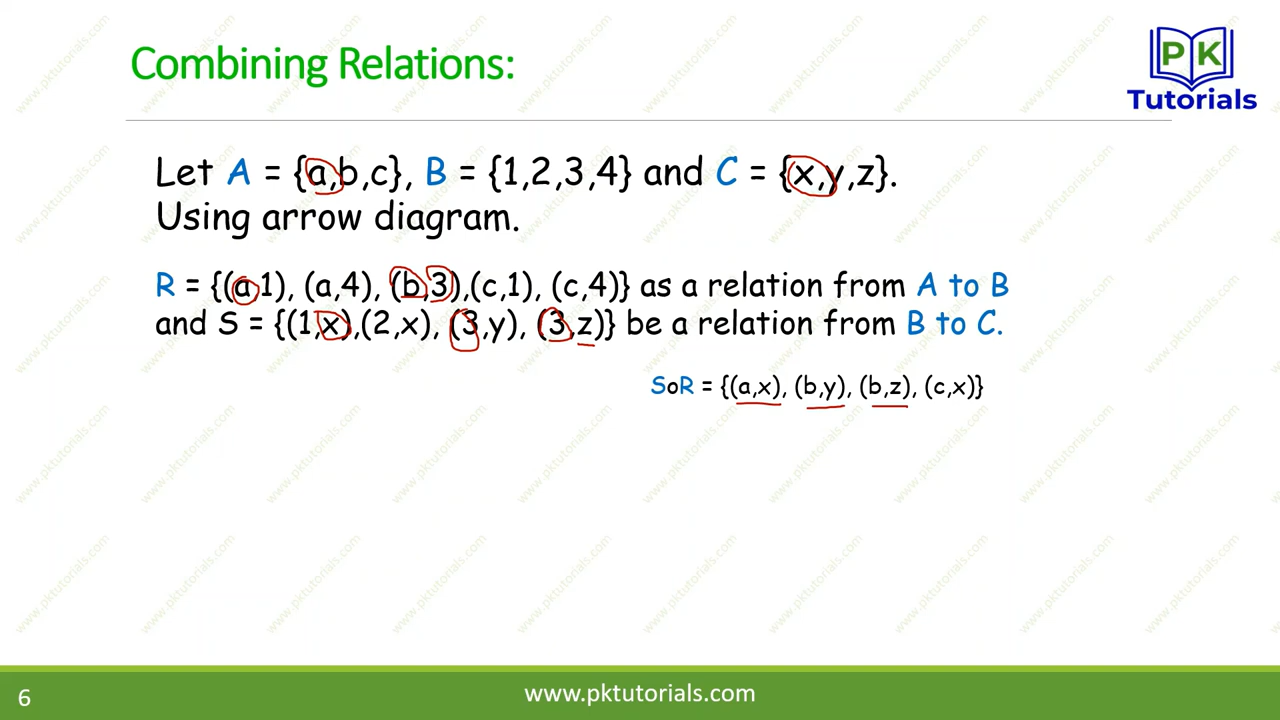 Combining Relations:
PK
Tutorials
Let A = {a,b,c}, B = {1,2,3,4} and C = {x,y,z}.
Using arrow diagram.
R = {(a,1), (a,4), (b,3),(c,1), (c,4)} as a relation from A to B
and S = {(1,x),(2,x), (3,y), (3,z)} be a relation from B to C.
SoR = {(a,x), (b,y), (b,z), (c,x)}
6
www.pktutorials.com